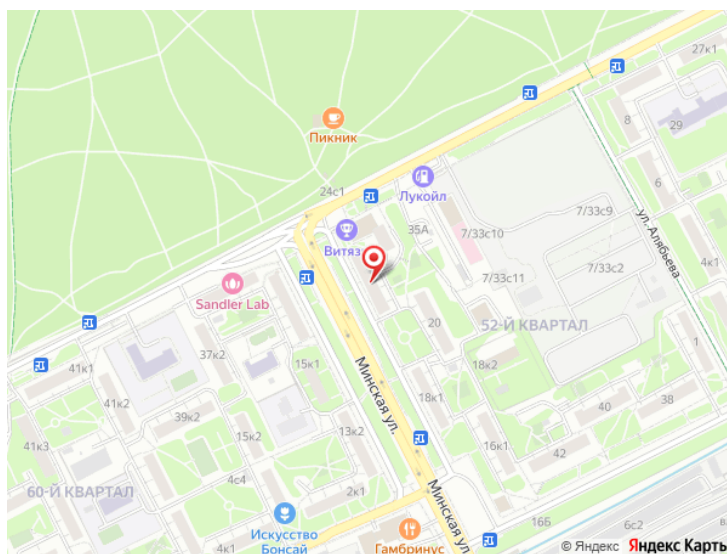 27к1
8
29
Пикник
6
24с1
Лукойл
35А
7/33с9
7/33с10
ул. Алябьева
Витяз
4к1
7/33с2
7/33с11
Sandler Lab
20
52-Й КВАРТАЛ
1
37к2
41к1
15к1
Минская ул.
18к2
41к2
18к1
38
39к2
40
13к2
15к2
41к3
16к1
42
4с4
60-Й КВАРТАЛ
2к1
Минская ул.
16Б
6с2
Искусство
Бонсай
Гамбринус
© Яндекс Яндекс Карты